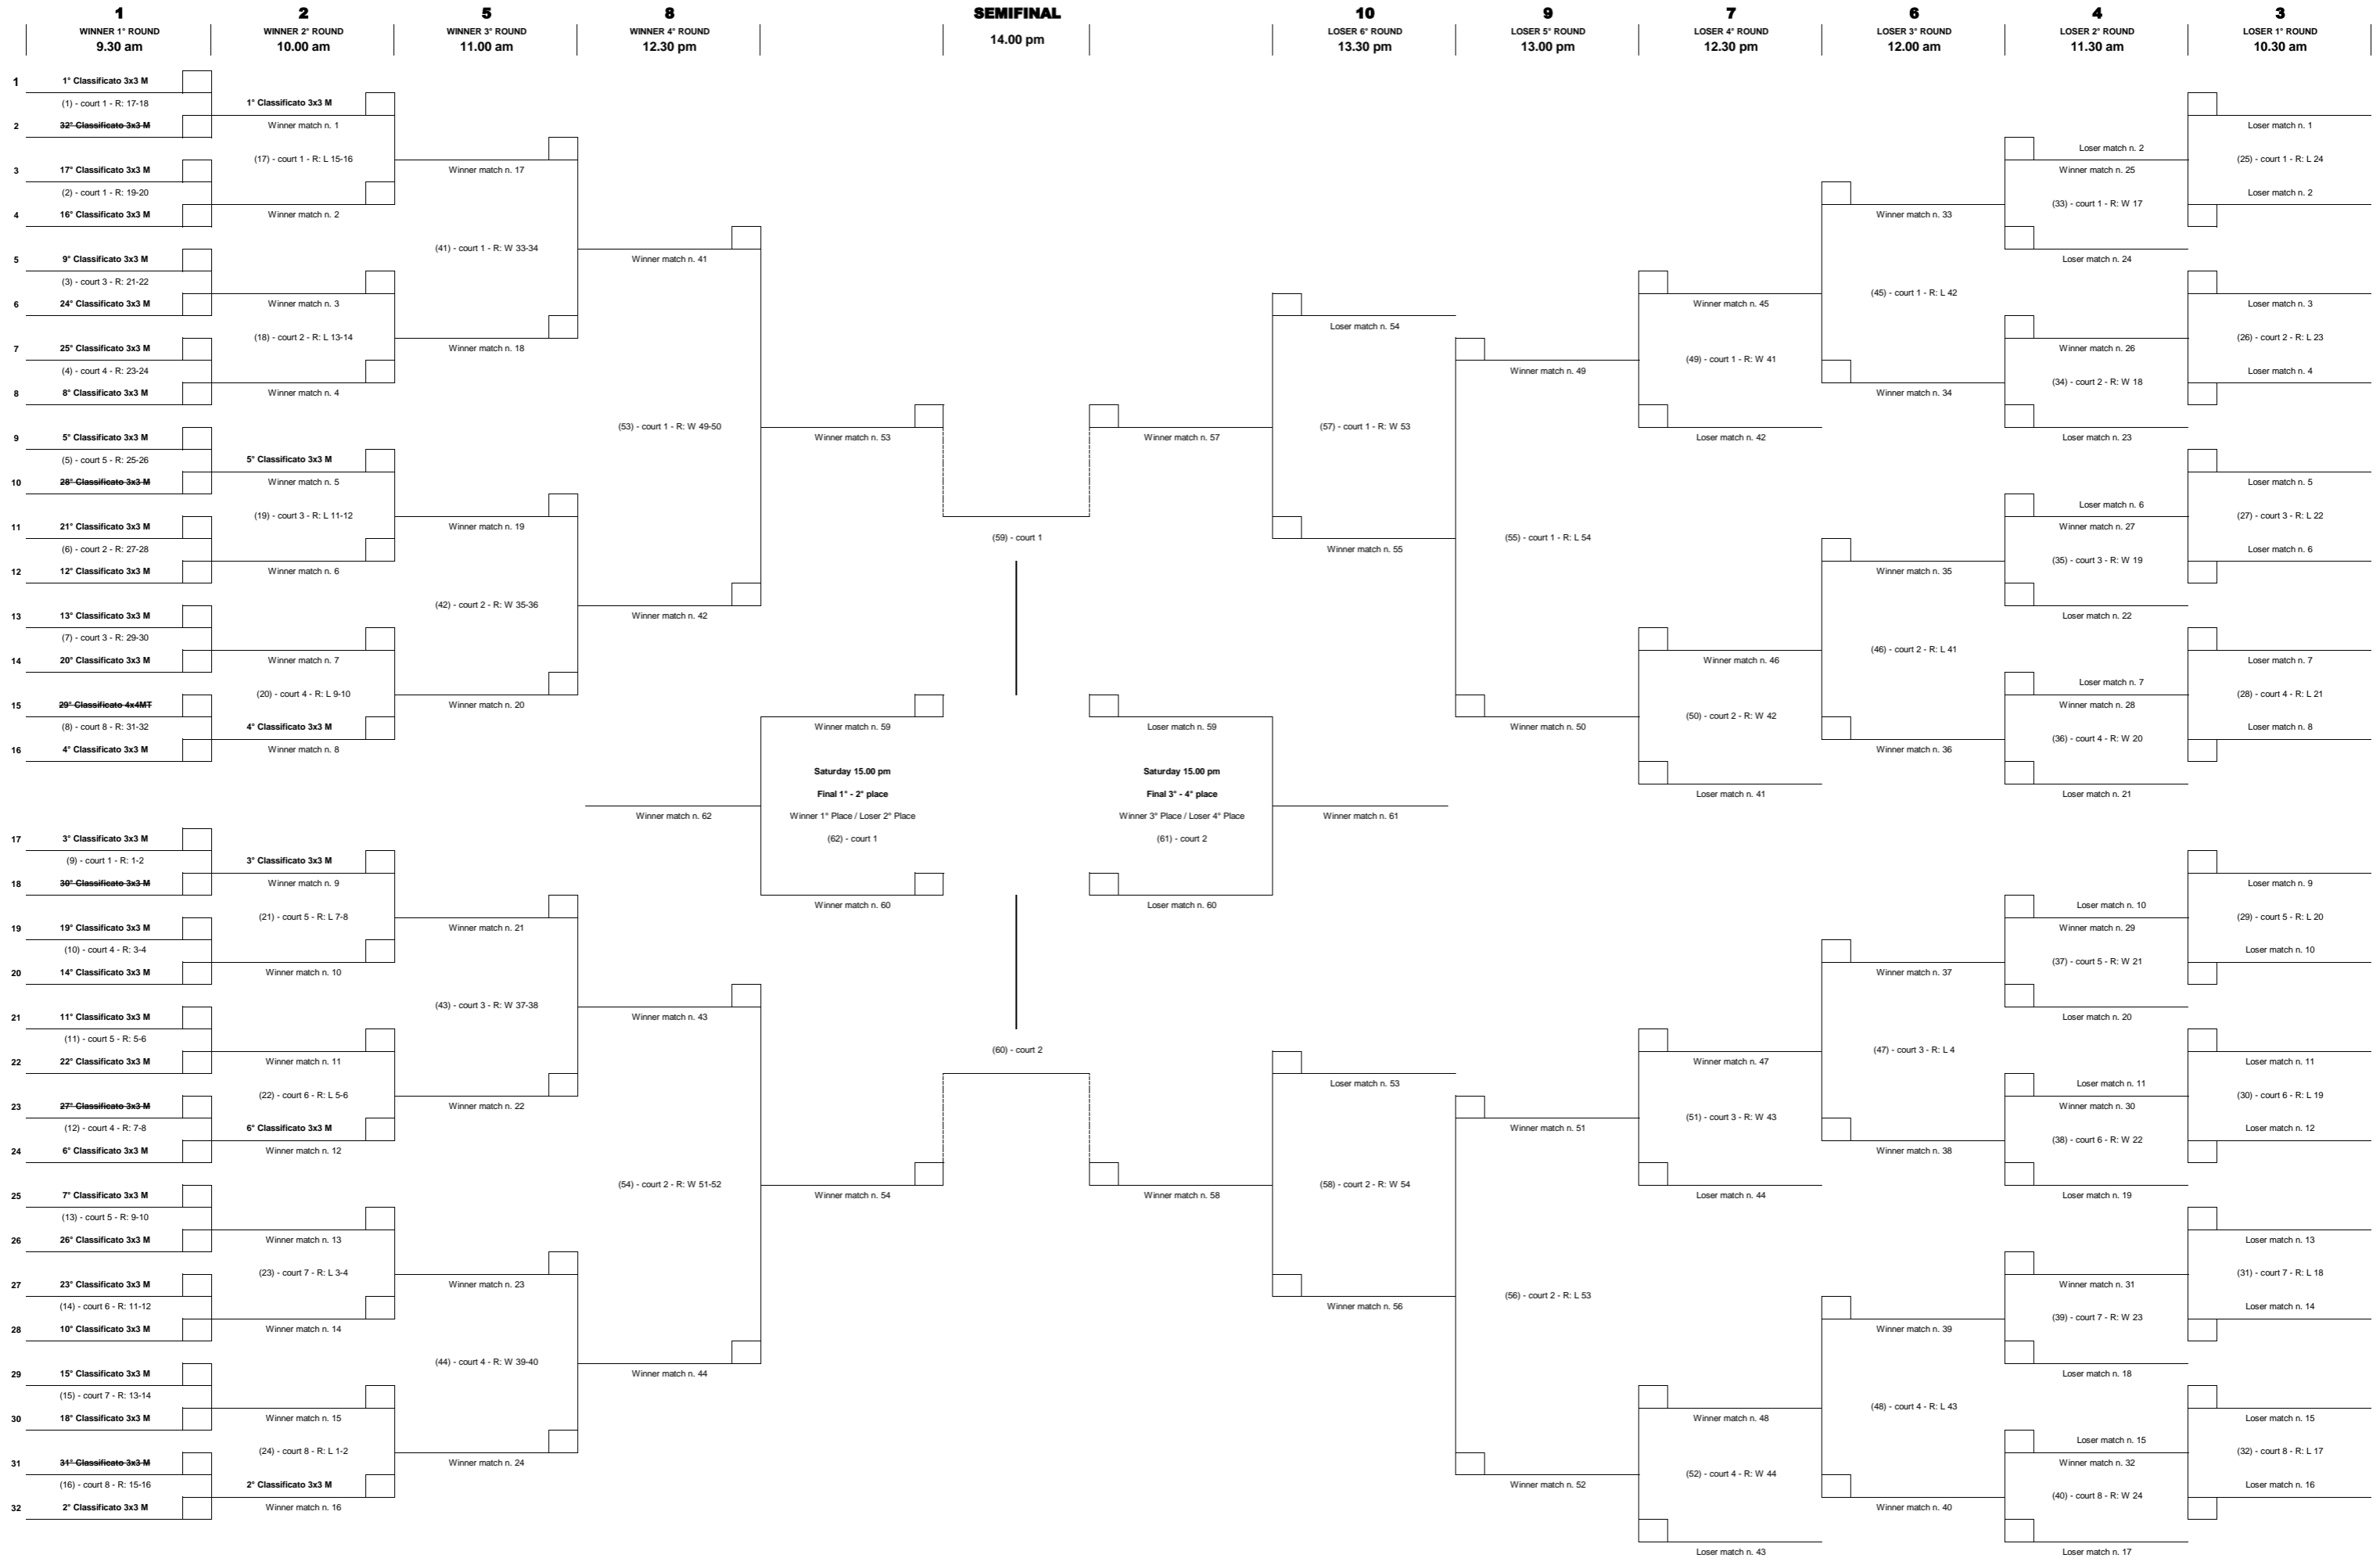 1
WINNER 1° ROUND
9.30 am
2
WINNER 2° ROUND
10.00 am
5
WINNER 3° ROUND
11.00 am
8
WINNER 4° ROUND
12.30 pm
SEMIFINAL
14.00 pm
10
LOSER 6° ROUND
13.30 pm
9
LOSER 5° ROUND
13.00 pm
7
LOSER 4° ROUND
12.30 pm
6
LOSER 3° ROUND
12.00 am
4
LOSER 2° ROUND
11.30 am
3
LOSER 1° ROUND
10.30 am
1 1° Classificato 3x3 M
(1) - court 1 - R: 17-18
2 32° Classificato 3x3 M
3 17° Classificato 3x3 M
(2) - court 1 - R: 19-20
4 16° Classificato 3x3 M
5 9° Classificato 3x3 M
(3) - court 3 - R: 21-22
6 24° Classificato 3x3 M
7 25° Classificato 3x3 M
(4) - court 4 - R: 23-24
8 8° Classificato 3x3 M
9 5° Classificato 3x3 M
(5) - court 5 - R: 25-26
10 28° Classificato 3x3 M
11 21° Classificato 3x3 M
(6) - court 2 - R: 27-28
12 12° Classificato 3x3 M
13 13° Classificato 3x3 M
(7) - court 3 - R: 29-30
14 20° Classificato 3x3 M
15 29° Classificato 4x4MT
(8) - court 8 - R: 31-32
16 4° Classificato 3x3 M
17 3° Classificato 3x3 M
(9) - court 1 - R: 1-2
18 30° Classificato 3x3 M
19 19° Classificato 3x3 M
(10) - court 4 - R: 3-4
20 14° Classificato 3x3 M
21 11° Classificato 3x3 M
(11) - court 5 - R: 5-6
22 22° Classificato 3x3 M
23 27° Classificato 3x3 M
(12) - court 4 - R: 7-8
24 6° Classificato 3x3 M
25 7° Classificato 3x3 M
(13) - court 5 - R: 9-10
26 26° Classificato 3x3 M
27 23° Classificato 3x3 M
(14) - court 6 - R: 11-12
28 10° Classificato 3x3 M
29 15° Classificato 3x3 M
(15) - court 7 - R: 13-14
30 18° Classificato 3x3 M
31 31° Classificato 3x3 M
(16) - court 8 - R: 15-16
32 2° Classificato 3x3 M
1° Classificato 3x3 M
Winner match n. 1
(17) - court 1 - R: L 15-16
Winner match n. 2
Winner match n. 3
(18) - court 2 - R: L 13-14
Winner match n. 4
5° Classificato 3x3 M
Winner match n. 5
(19) - court 3 - R: L 11-12
Winner match n. 6
Winner match n. 7
(20) - court 4 - R: L 9-10
4° Classificato 3x3 M
Winner match n. 8
3° Classificato 3x3 M
Winner match n. 9
(21) - court 5 - R: L 7-8
Winner match n. 10
Winner match n. 11
(22) - court 6 - R: L 5-6
6° Classificato 3x3 M
Winner match n. 12
Winner match n. 13
(23) - court 7 - R: L 3-4
Winner match n. 14
Winner match n. 15
(24) - court 8 - R: L 1-2
2° Classificato 3x3 M
Winner match n. 16
Winner match n. 17
(41) - court 1 - R: W 33-34
Winner match n. 18
Winner match n. 19
(42) - court 2 - R: W 35-36
Winner match n. 20
Winner match n. 21
(43) - court 3 - R: W 37-38
Winner match n. 22
Winner match n. 23
(44) - court 4 - R: W 39-40
Winner match n. 24
Winner match n. 41
(53) - court 1 - R: W 49-50
Winner match n. 42
Winner match n. 62
Winner match n. 43
(54) - court 2 - R: W 51-52
Winner match n. 44
Winner match n. 53
Winner match n. 59
Saturday 15.00 pm
Final 1° - 2° place
Winner 1° Place / Loser 2° Place
(62) - court 1
Winner match n. 60
Winner match n. 54
(59) - court 1
(60) - court 2
Winner match n. 57
Loser match n. 59
Saturday 15.00 pm
Final 3° - 4° place
Winner 3° Place / Loser 4° Place
(61) - court 2
Loser match n. 60
Winner match n. 58
Loser match n. 54
(57) - court 1 - R: W 53
Winner match n. 55
Winner match n. 61
Loser match n. 53
(58) - court 2 - R: W 54
Winner match n. 56
Winner match n. 49
(55) - court 1 - R: L 54
Winner match n. 50
Winner match n. 51
(56) - court 2 - R: L 53
Winner match n. 52
Winner match n. 45
(49) - court 1 - R: W 41
Loser match n. 42
Winner match n. 46
(50) - court 2 - R: W 42
Loser match n. 41
Winner match n. 47
(51) - court 3 - R: W 43
Loser match n. 44
Winner match n. 48
(52) - court 4 - R: W 44
Loser match n. 43
Winner match n. 33
(45) - court 1 - R: L 42
Winner match n. 34
Winner match n. 35
(46) - court 2 - R: L 41
Winner match n. 36
Winner match n. 37
(47) - court 3 - R: L 4
Winner match n. 38
Winner match n. 39
(48) - court 4 - R: L 43
Winner match n. 40
Loser match n. 2
Winner match n. 25
(33) - court 1 - R: W 17
Loser match n. 24
Winner match n. 26
(34) - court 2 - R: W 18
Loser match n. 23
Loser match n. 6
Winner match n. 27
(35) - court 3 - R: W 19
Loser match n. 22
Loser match n. 7
Winner match n. 28
(36) - court 4 - R: W 20
Loser match n. 21
Loser match n. 10
Winner match n. 29
(37) - court 5 - R: W 21
Loser match n. 20
Loser match n. 11
Winner match n. 30
(38) - court 6 - R: W 22
Loser match n. 19
Winner match n. 31
(39) - court 7 - R: W 23
Loser match n. 18
Loser match n. 15
Winner match n. 32
(40) - court 8 - R: W 24
Loser match n. 17
Loser match n. 1
(25) - court 1 - R: L 24
Loser match n. 2
Loser match n. 3
(26) - court 2 - R: L 23
Loser match n. 4
Loser match n. 5
(27) - court 3 - R: L 22
Loser match n. 6
Loser match n. 7
(28) - court 4 - R: L 21
Loser match n. 8
Loser match n. 9
(29) - court 5 - R: L 20
Loser match n. 10
Loser match n. 11
(30) - court 6 - R: L 19
Loser match n. 12
Loser match n. 13
(31) - court 7 - R: L 18
Loser match n. 14
Loser match n. 15
(32) - court 8 - R: L 17
Loser match n. 16